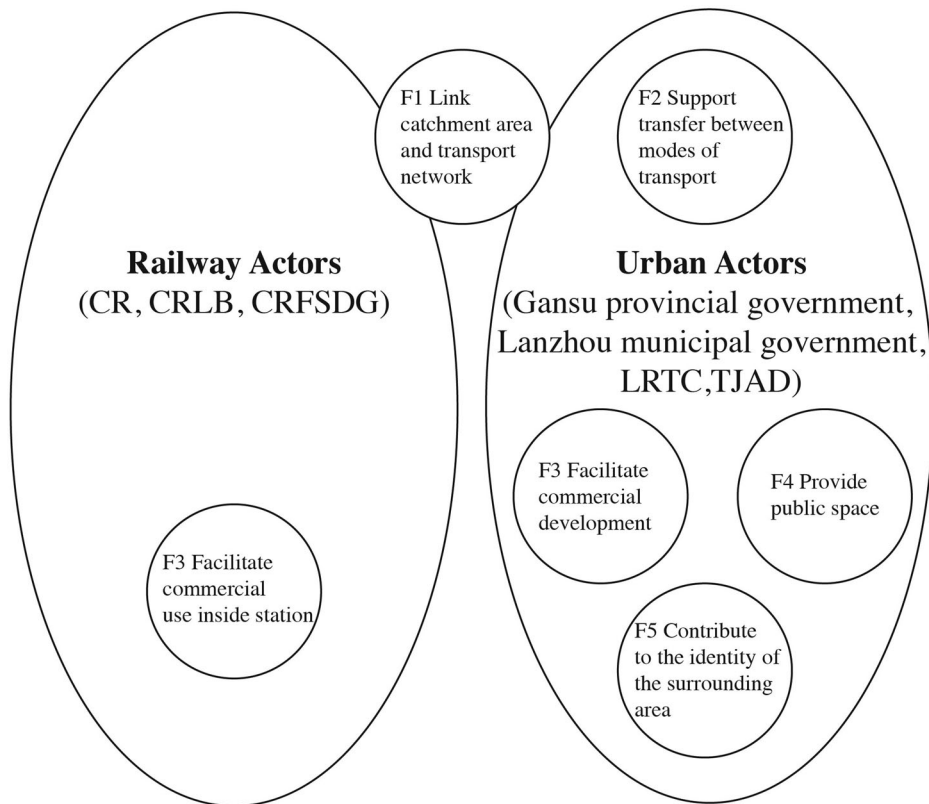 F1 Link
catchment area
and transport
network
F2 Support
transfer between
modes of
transport
Railway Actors
(CR, CRLB, CRFSDG)
Urban Actors
(Gansu provincial government,
Lanzhou municipal government,
LRTC,TJAD)
F3 Facilitate
commercial
development
F4 Provide
public space
F3 Facilitate
commercial
use inside station
F5 Contribute
to the identity of
the surrounding
area